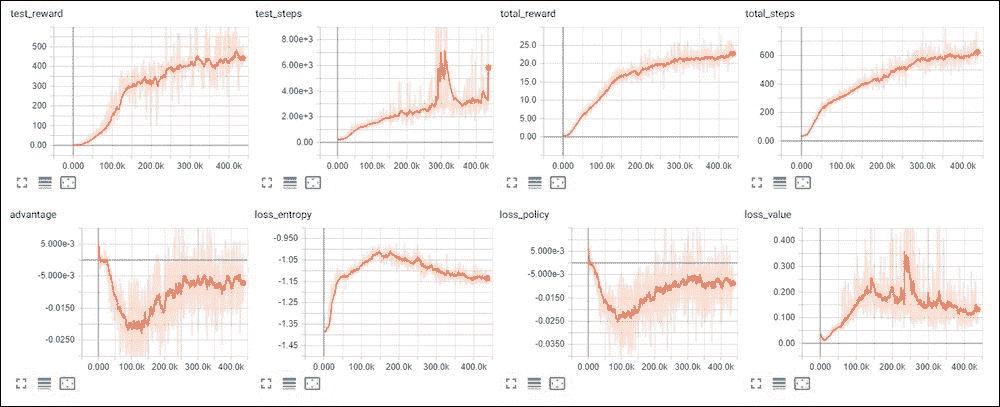 test_reward
500
400
300
200
100
0.00
0.000 100.0k 200.0k 300.0k 400.0k
test_steps
8.00e+3
6.00e+3
4.00e+3
2.00e+3
0.00
0.000 100.0k 200.0k 300.0k 400.0k
total_reward
25.0
20.0
15.0
10.0
5.00
0.00
0.000 100.0k 200.0k 300.0k 400.0k
total_steps
600
400
200
0.00
0.000 100.0k 200.0k 300.0k 400.0k
advantage
5.000e-3
-5.000e-3
-0.0150
-0.0250
0.000 100.0k 200.0k 300.0k 400.0k
loss_entropy
-0.950
-1.05
-1.15
-1.25
-1.35
-1.45
0.000 100.0k 200.0k 300.0k 400.0k
loss_policy
5.000e-3
-5.000e-3
-0.0150
-0.0250
-0.0350
0.000 100.0k 200.0k 300.0k 400.0k
loss_value
0.400
0.300
0.200
0.100
0.00
0.000 100.0k 200.0k 300.0k 400.0k